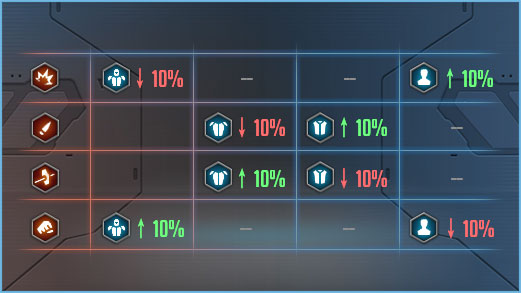 ↓ 10% – – ↑ 10%
↓ 10% ↑ 10% –
↑ 10% ↓ 10% –
↑ 10% – – ↓ 10%